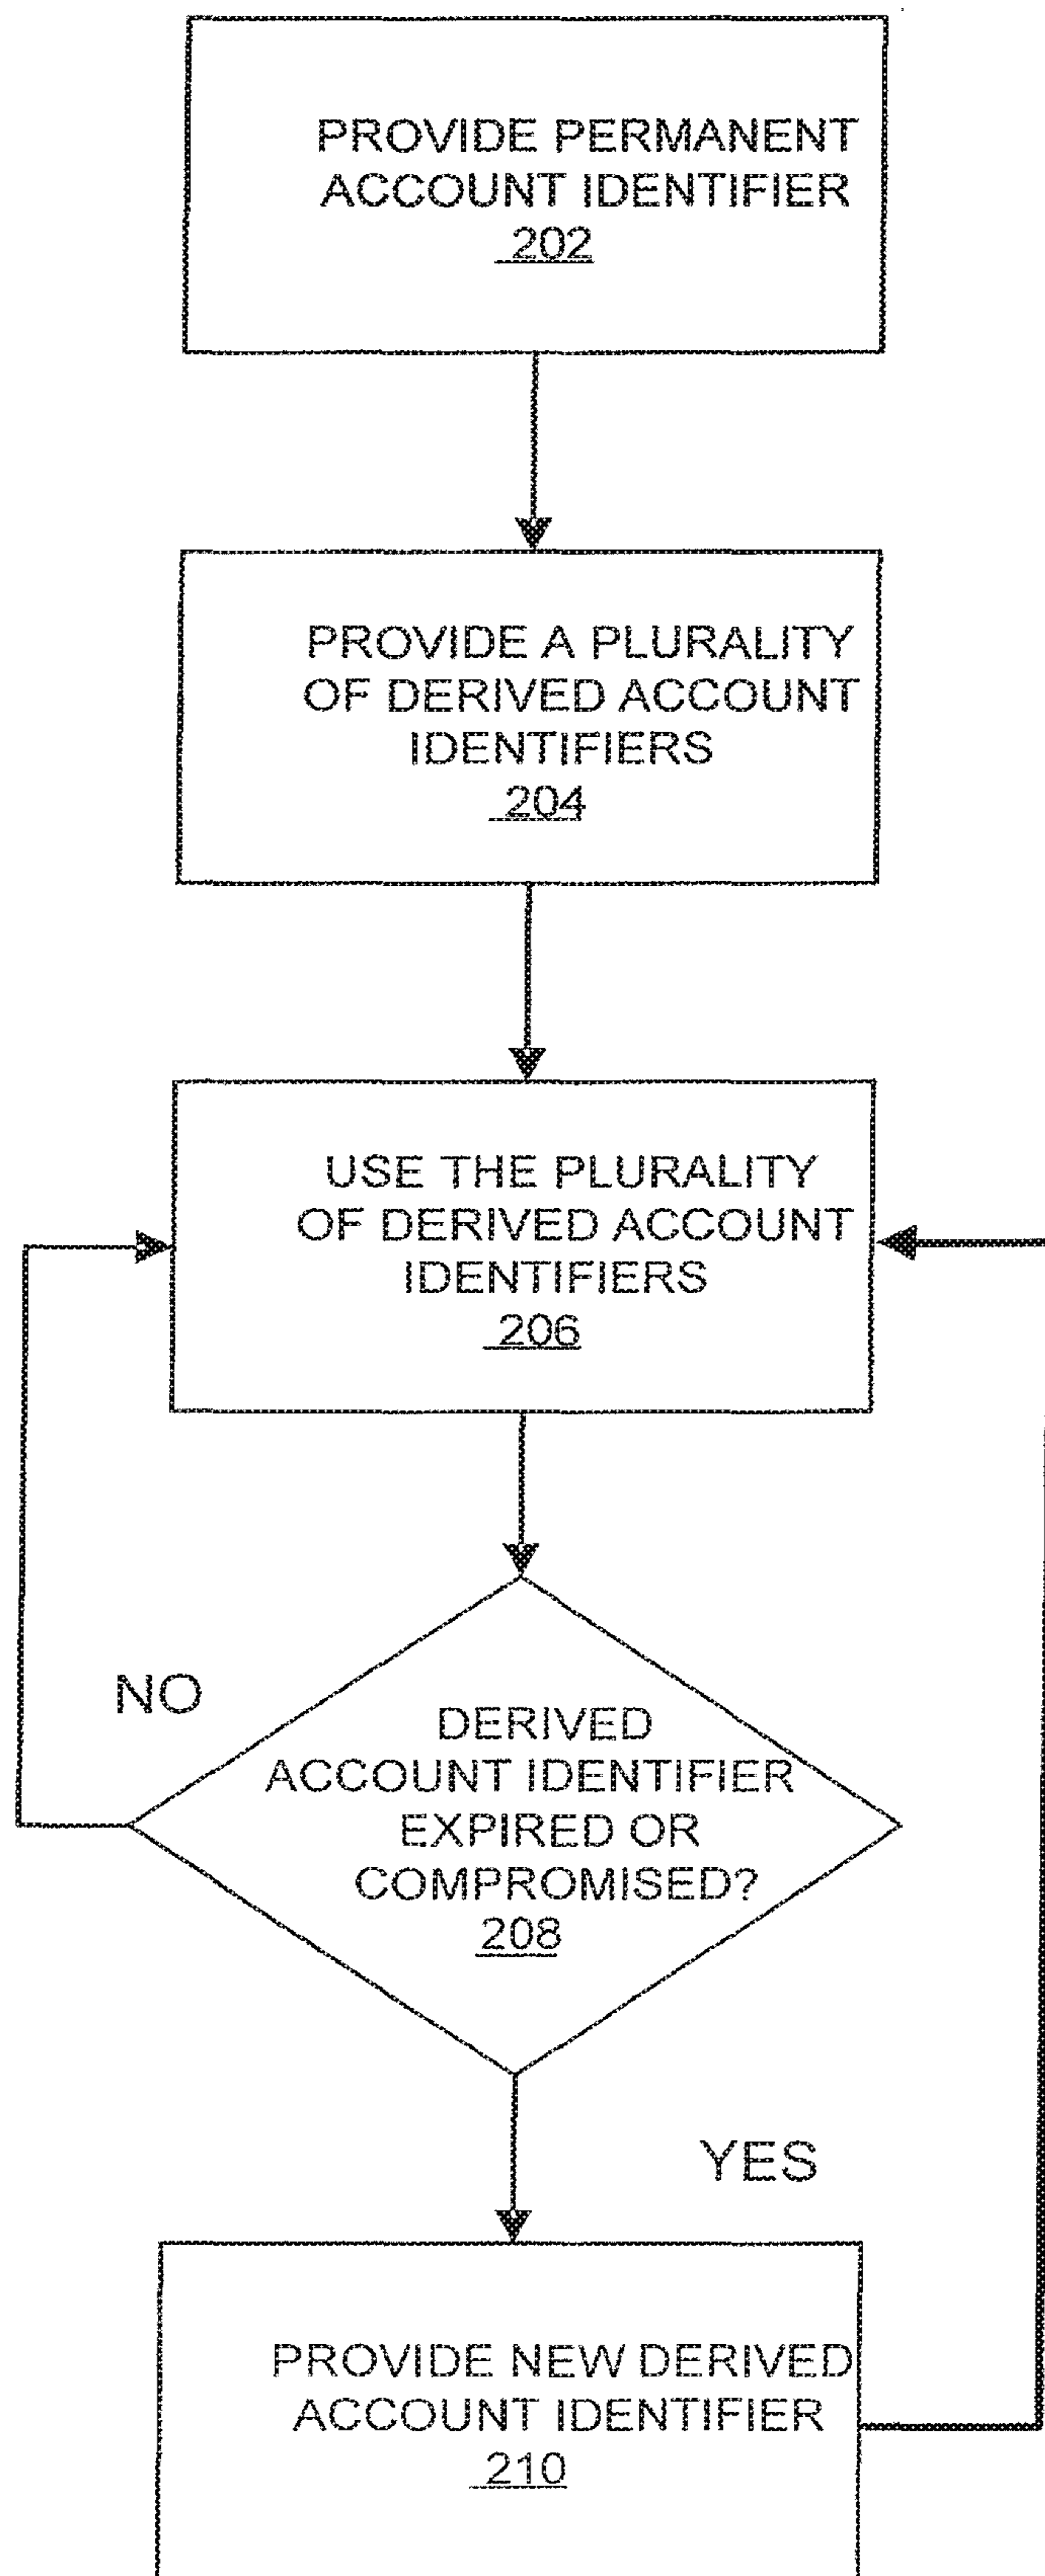 PROVIDE PERMANENT
ACCOUNT IDENTIFIER
202
PROVIDE A PLURALITY
OF DERIVED ACCOUNT
IDENTIFIERS
204
USE THE PLURALITY
OF DERIVED ACCOUNT
IDENTIFIERS
206
NO
DERIVED
ACCOUNT IDENTIFIER
EXPIRED OR
COMPROMISED?
208
YES
PROVIDE NEW DERIVED
ACCOUNT IDENTIFIER
210